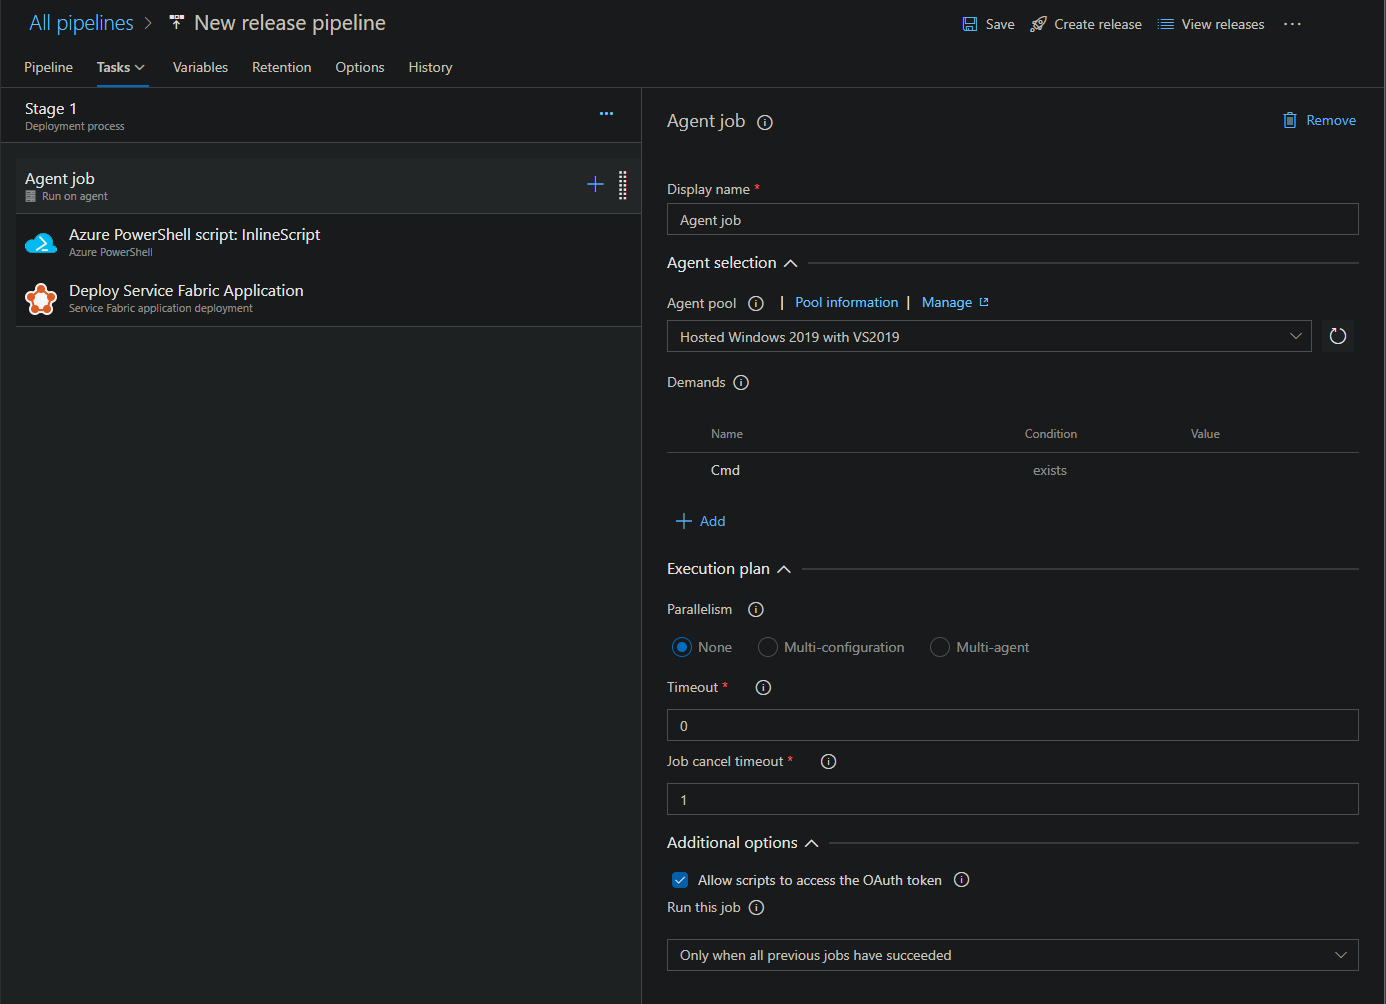 All pipelines > New release pipeline
Save Create release View releases ...
Pipeline Tasks Variables Retention Options History
Stage 1
Deployment process
...
Agent job
Run on agent
Azure PowerShell script: InlineScript
Azure PowerShell
Deploy Service Fabric Application
Service Fabric application deployment
Agent job
Remove
Display name *
Agent job
Agent selection
Agent pool | Pool information | Manage
Hosted Windows 2019 with VS2019
Demands
Name Condition Value
Cmd exists
+ Add
Execution plan
Parallelism
None Multi-configuration Multi-agent
Timeout *
0
Job cancel timeout *
1
Additional options
Allow scripts to access the OAuth token
Run this job
Only when all previous jobs have succeeded